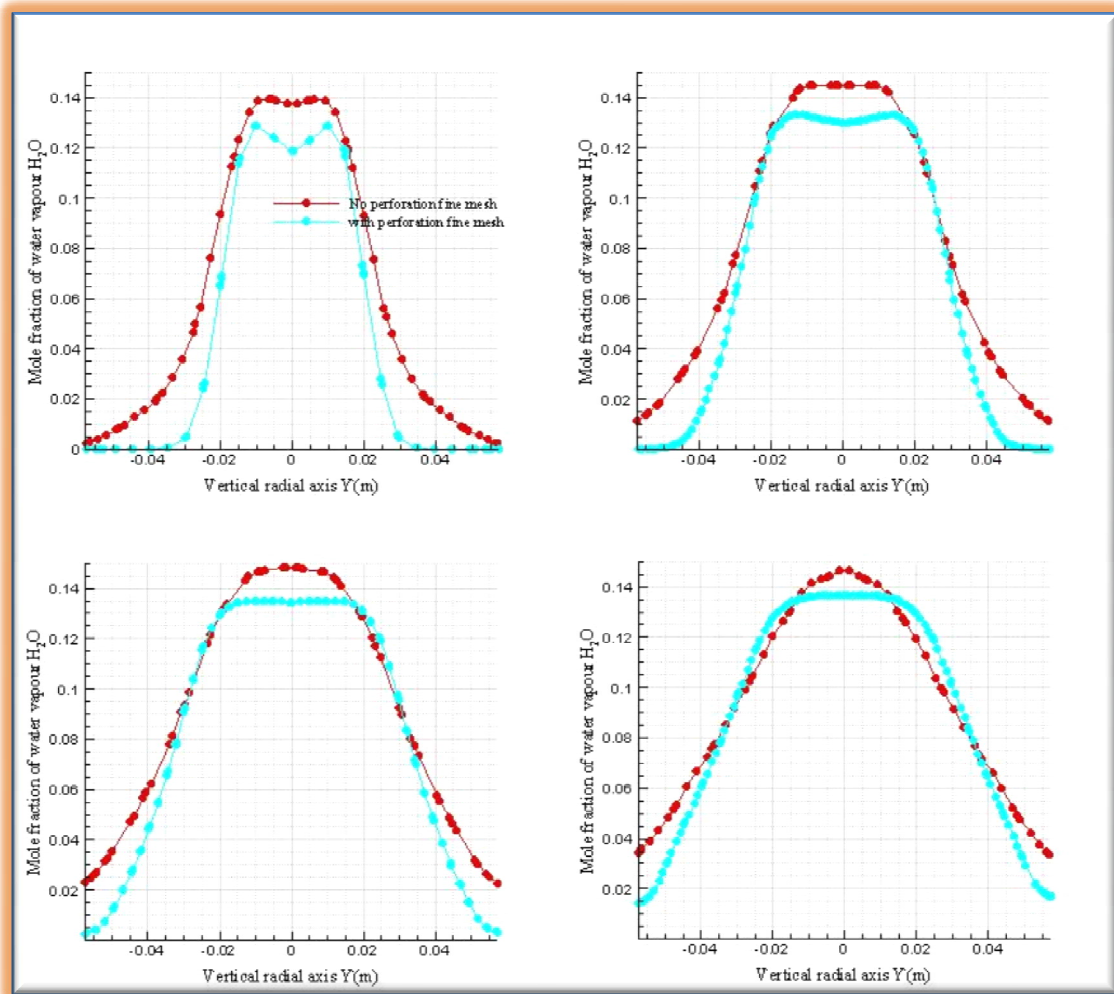 0.14
0.12
0.1
0.08
0.06
0.04
0.02
0
Mole fraction of water vapour H₂O
No perforation fine mesh
with perforation fine mesh
-0.04 -0.02 0 0.02 0.04
Vertical radial axis Y(m)
0.14
0.12
0.1
0.08
0.06
0.04
0.02
Mole fraction of water vapour H₂O
-0.04 -0.02 0 0.02 0.04
Vertical radial axis Y(m)
0.14
0.12
0.1
0.08
0.06
0.04
0.02
Mole fraction of water vapour H₂O
-0.04 -0.02 0 0.02 0.04
Vertical radial axis Y(m)
0.14
0.12
0.1
0.08
0.06
0.04
0.02
Mole fraction of water vapour H₂O
-0.04 -0.02 0 0.02 0.04
Vertical radial axis Y(m)